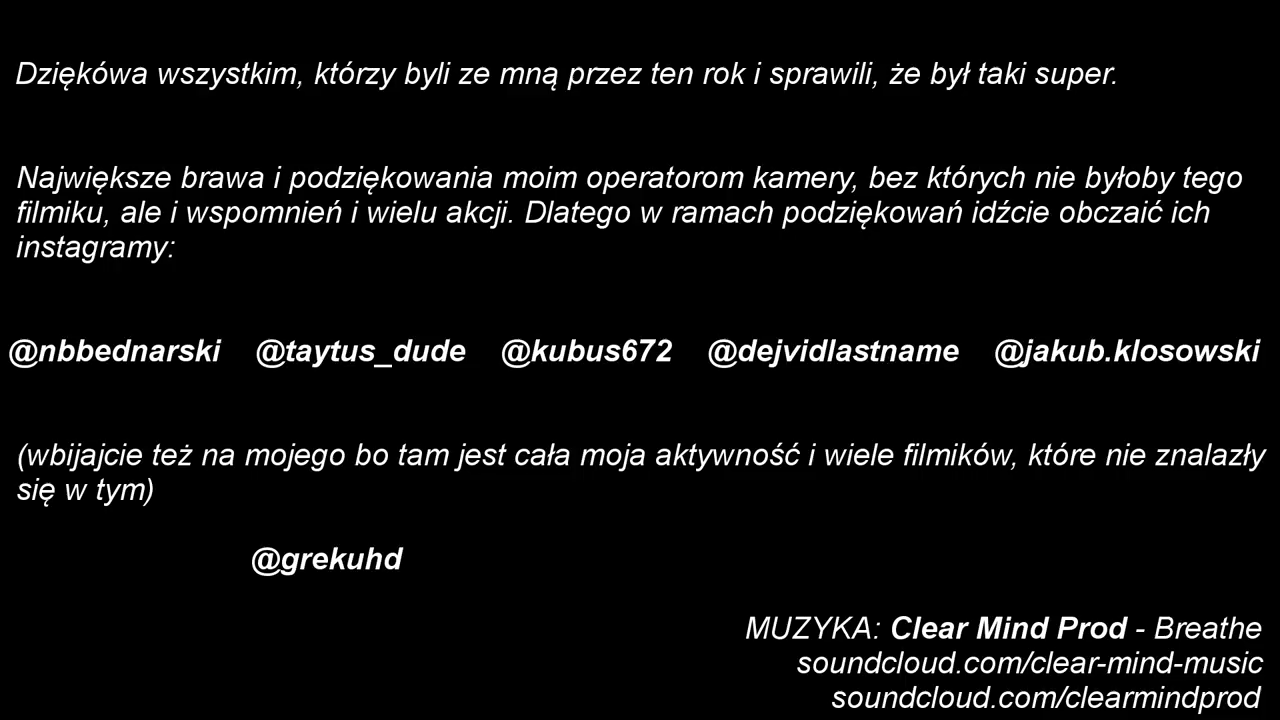 Dziękówa wszystkim, którzy byli ze mną przez ten rok i sprawili, że był taki super.
Największe brawa i podziękowania moim operatorom kamery, bez których nie byłoby tego
filmiku, ale i wspomnień i wielu akcji. Dlatego w ramach podziękowań idźcie obczaić ich
instagramy:
@nbbednarski @taytus_dude @kubus672 @dejvidlastname @jakub.klosowski
(wbijajcie też na mojego bo tam jest cała moja aktywność i wiele filmików, które nie znalazły
się w tym)
@grekuhd
MUZYKA: Clear Mind Prod - Breathe
soundcloud.com/clear-mind-music
soundcloud.com/clearmindprod